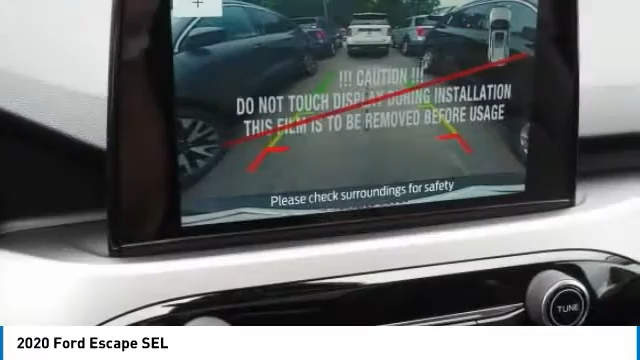 +
!!! CAUTION !!!
DO NOT TOUCH DISPLAY DURING INSTALLATION
THIS FILM IS TO BE REMOVED BEFORE USAGE
Please check surroundings for safety
TUNE
2020 Ford Escape SEL